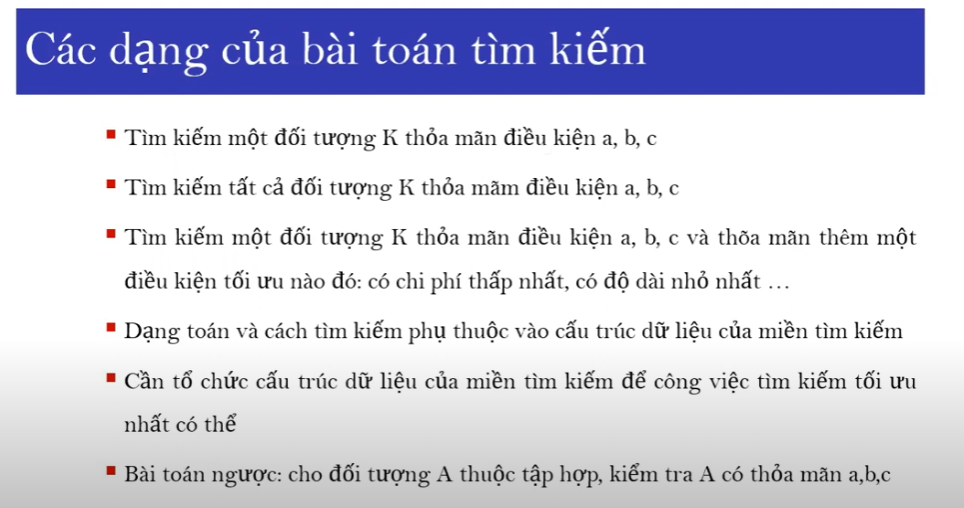 Các dạng của bài toán tìm kiếm
▪ Tìm kiếm một đối tượng K thỏa mãn điều kiện a, b, c
▪ Tìm kiếm tất cả đối tượng K thỏa mãm điều kiện a, b, c
▪ Tìm kiếm một đối tượng K thỏa mãn điều kiện a, b, c và thõa mãn thêm một
điều kiện tối ưu nào đó: có chi phí thấp nhất, có độ dài nhỏ nhất …
▪ Dạng toán và cách tìm kiếm phụ thuộc vào cấu trúc dữ liệu của miền tìm kiếm
▪ Cần tổ chức cấu trúc dữ liệu của miền tìm kiếm để công việc tìm kiếm tối ưu
nhất có thể
▪ Bài toán ngược: cho đối tượng A thuộc tập hợp, kiểm tra A có thỏa mãn a,b,c